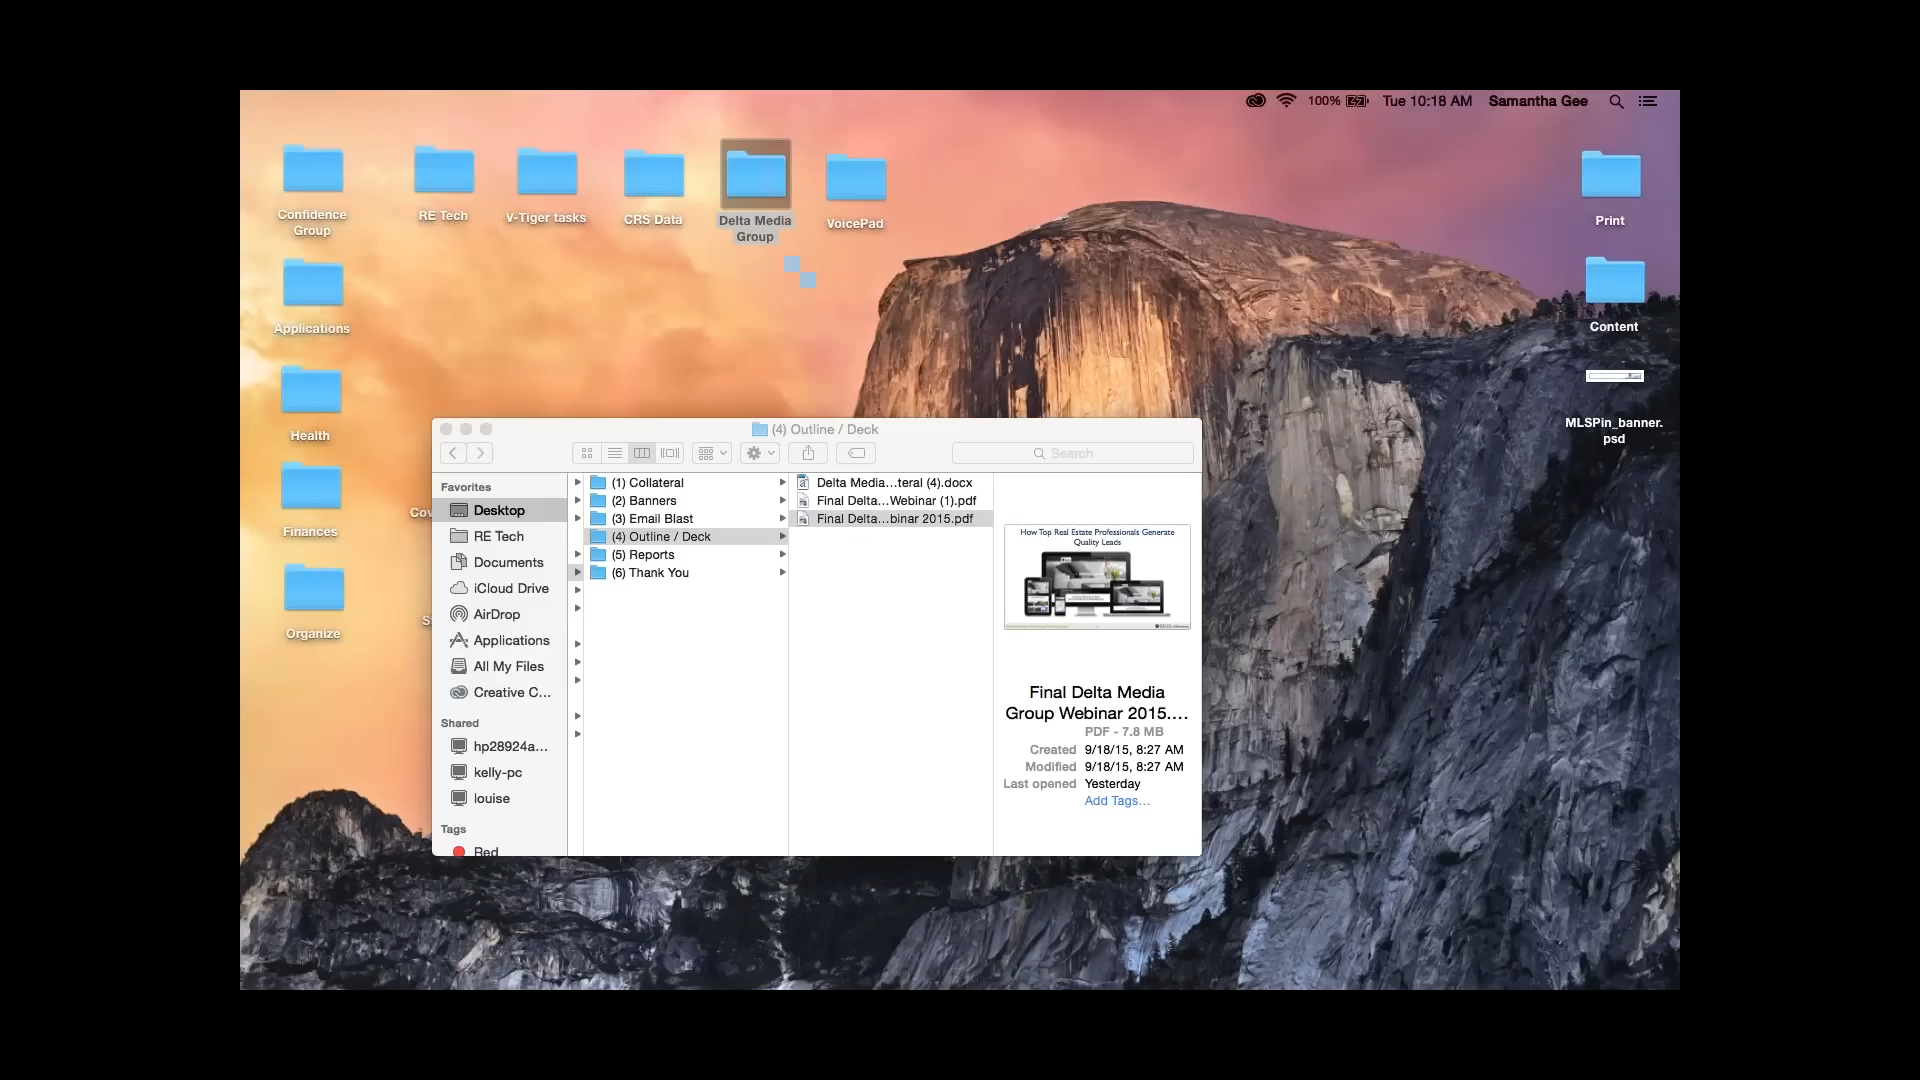 100% Tue 10:18 AM Samantha Gee
Confidence
Group
RE Tech
V-Tiger tasks
CRS Data
Delta Media
Group
VoicePad
Print
Applications
Content
Health
MLSPin_banner.
psd
Finances
Organize
(4) Outline / Deck
Search
Favorites
Desktop
RE Tech
Documents
iCloud Drive
AirDrop
Applications
All My Files
Creative C...
Shared
hp28924a...
kelly-pc
louise
Tags
Red
(1) Collateral
(2) Banners
(3) Email Blast
(4) Outline / Deck
(5) Reports
(6) Thank You
Delta Media...teral (4).docx
Final Delta...Webinar (1).pdf
Final Delta...binar 2015.pdf
How Top Real Estate Professionals Generate
Quality Leads
Final Delta Media
Group Webinar 2015....
PDF - 7.8 MB
Created 9/18/15, 8:27 AM
Modified 9/18/15, 8:27 AM
Last opened Yesterday
Add Tags...